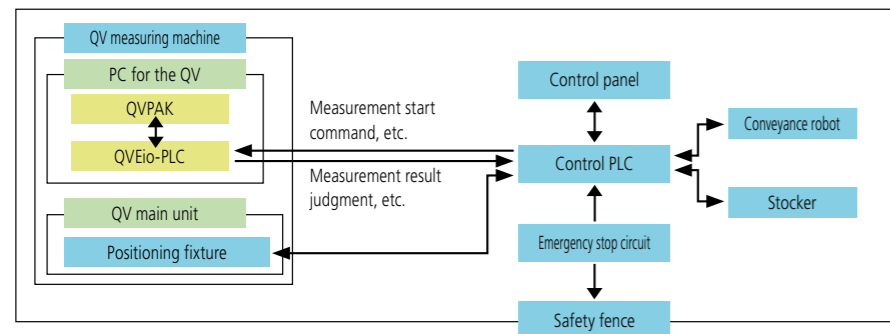 QV measuring machine
PC for the QV
QVPAK
QVEio-PLC
QV main unit
Positioning fixture
Measurement start
command, etc.
Measurement result
judgment, etc.
Control panel
Control PLC
Emergency stop circuit
Safety fence
Conveyance robot
Stocker